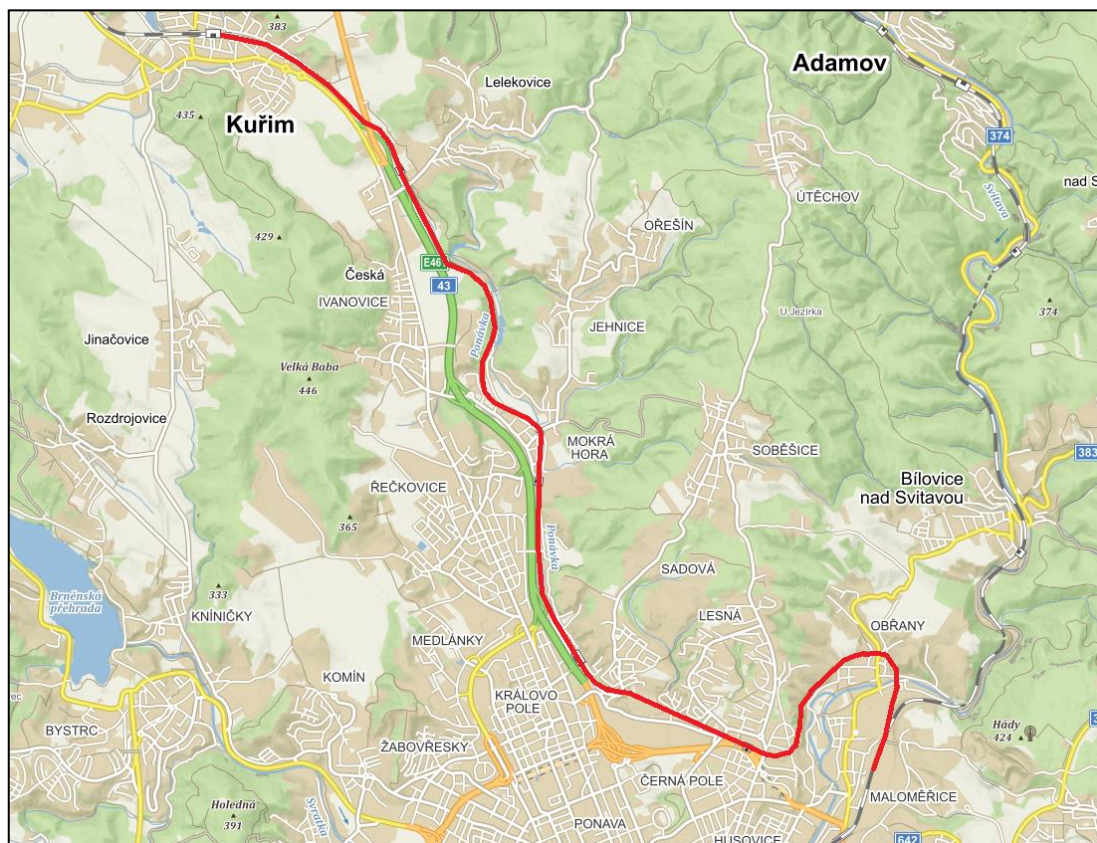 383
Adamov
Lelekovice
Kuřim
435
374
nad S
Svitava
ÚTĚCHOV
OŘEŠÍN
429
E461
43
Česká
IVANOVICE
Ponávka
JEHNICE
U Jezírka
374
Jinačovice
Velká Baba
446
Rozdrojovice
MOKRÁ
HORA
SOBĚŠICE
383
Bílovice
nad Svitavou
ŘEČKOVICE
365
Ponávka
Brněnská
přehrada
333
KNÍNIČKY
SADOVÁ
LESNÁ
OBŘANY
MEDLÁNKY
KOMÍN
KRÁLOVO
POLE
BYSTRC
ŽABOVŘESKY
Hády
424
ČERNÁ POLE
MALOMĚŘICE
Holedná
391
Svratka
PONAVA
HUSOVICE
642